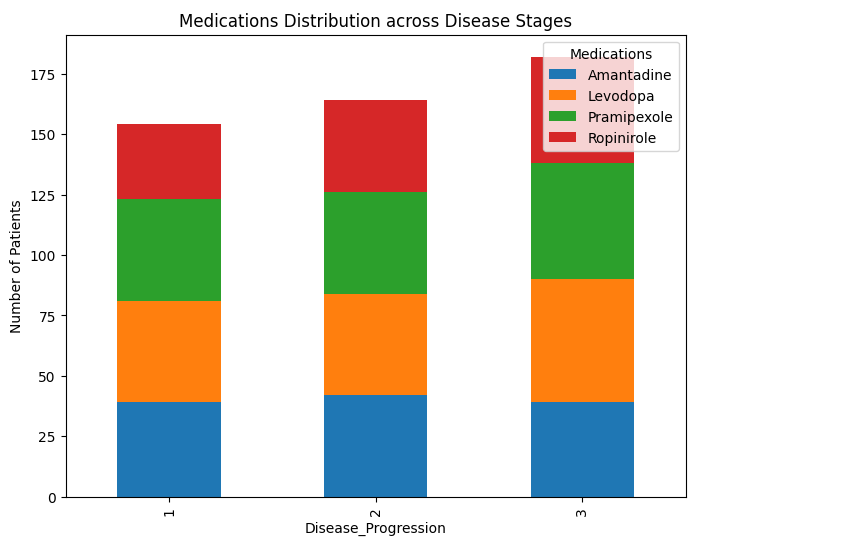 Medications Distribution across Disease Stages
Number of Patients
175
150
125
100
75
50
25
0
Medications
Amantadine
Levodopa
Pramipexole
Ropinirole
1
2
3
Disease_Progression